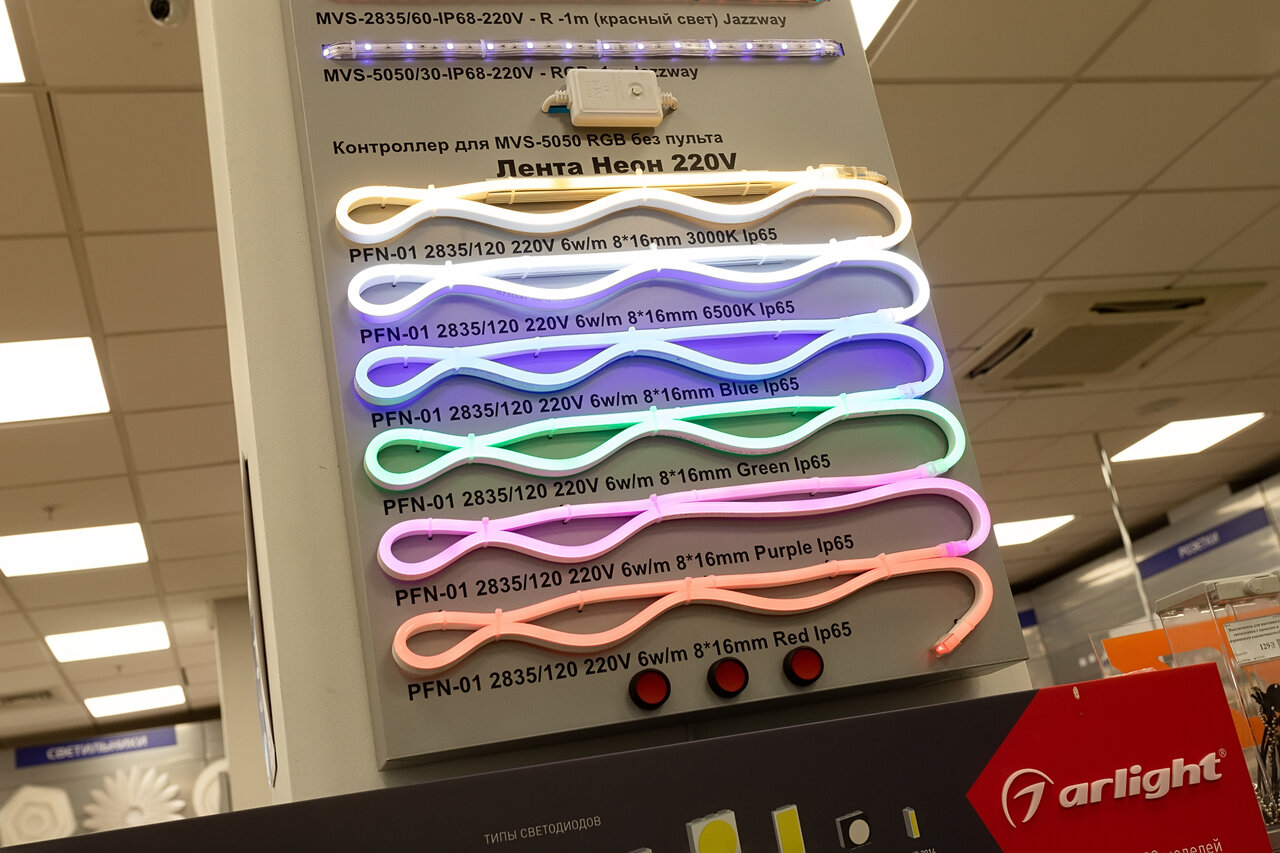 MVS-2835/60-IP68-220V - R -1m (красный свет) Jazzway
MVS-5050/30-IP68-220V - Jazzway
Контроллер для MVS-5050 RGB без пульта
Лента Неон 220V
PFN-01 2835/120 220V 6w/m 8*16mm 3000K Ip65
PFN-01 2835/120 220V 6w/m 8*16mm 6500K Ip65
PFN-01 2835/120 220V 6w/m 8*16mm Blue Ip65
PFN-01 2835/120 220V 6w/m 8*16mm Green Ip65
PFN-01 2835/120 220V 6w/m 8*16mm Purple Ip65
PFN-01 2835/120 220V 6w/m 8*16mm Red Ip65
РОЗЕТКИ
СВЕТИЛЬНИКИ
arlight®
ТИПЫ СВЕТОДИОДОВ